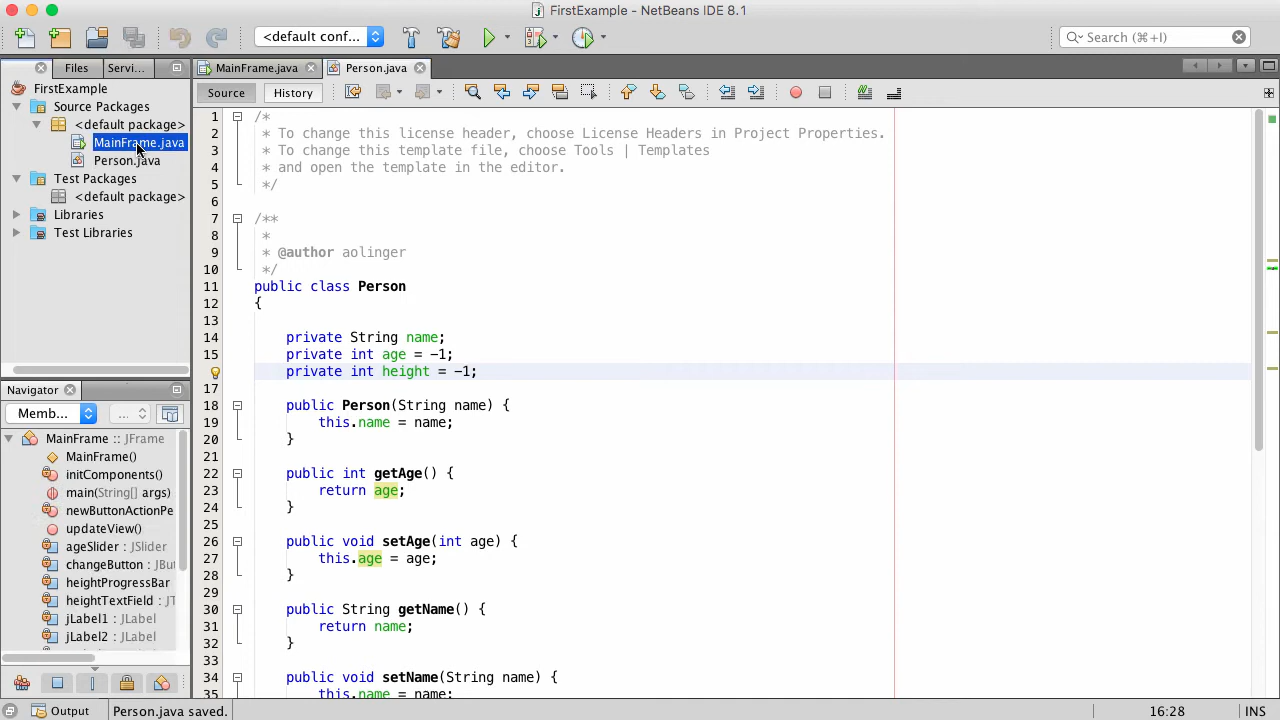 FirstExample - NetBeans IDE 8.1
<default conf...
Search (⌘+I)
Files
Servi...
MainFrame.java
Person.java
FirstExample
Source Packages
<default package>
MainFrame.java
Person.java
Test Packages
<default package>
Libraries
Test Libraries
Source
History
1 /*
2 * To change this license header, choose License Headers in Project Properties.
3 * To change this template file, choose Tools | Templates
4 * and open the template in the editor.
5 */
6
7 /**
8 *
9 * @author aolinger
10 */
11 public class Person
12 {
13
14 private String name;
15 private int age = -1;
private int height = -1;
17
18 public Person(String name) {
19 this.name = name;
20 }
21
22 public int getAge() {
23 return age;
24 }
25
26 public void setAge(int age) {
27 this.age = age;
28 }
29
30 public String getName() {
31 return name;
32 }
33
34 public void setName(String name) {
35 this.name = name;
Navigator
Memb...
...
MainFrame :: JFrame
MainFrame()
initComponents()
main(String[] args)
newButtonActionPe
updateView()
ageSlider : JSlider
changeButton : JBut
heightProgressBar
heightTextField : JT
jLabel1 : JLabel
jLabel2 : JLabel
Output
Person.java saved.
16:28
INS